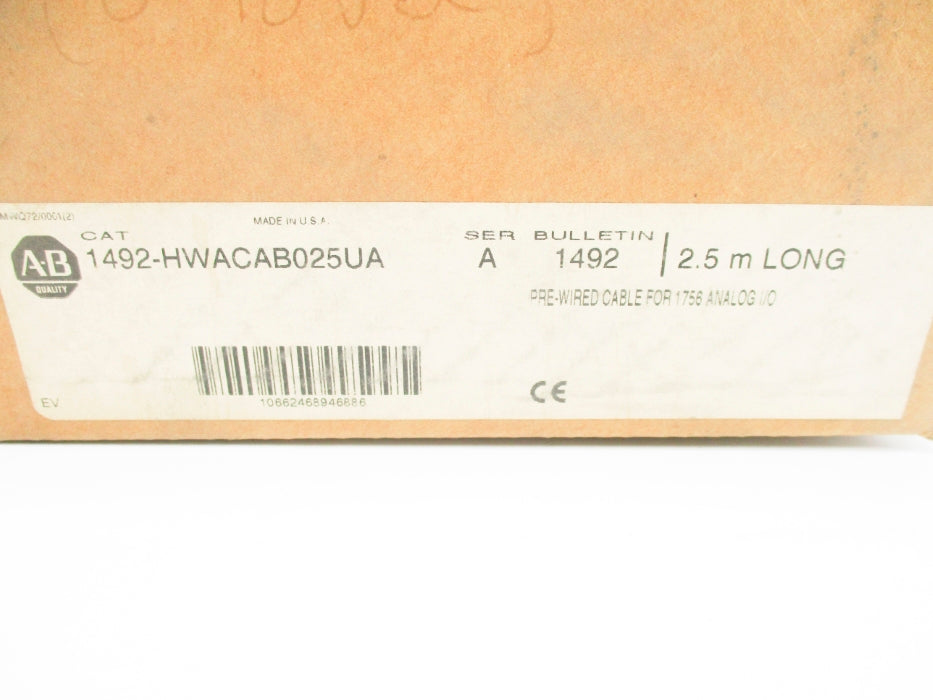 MADE IN U.S.A.
CAT
SER BULLETIN
AB QUALITY
1492-HWACAB025UA A 1492 2.5 m LONG
PRE-WIRED CABLE FOR 1756 ANALOG I/O
10662468946886
EV
CE